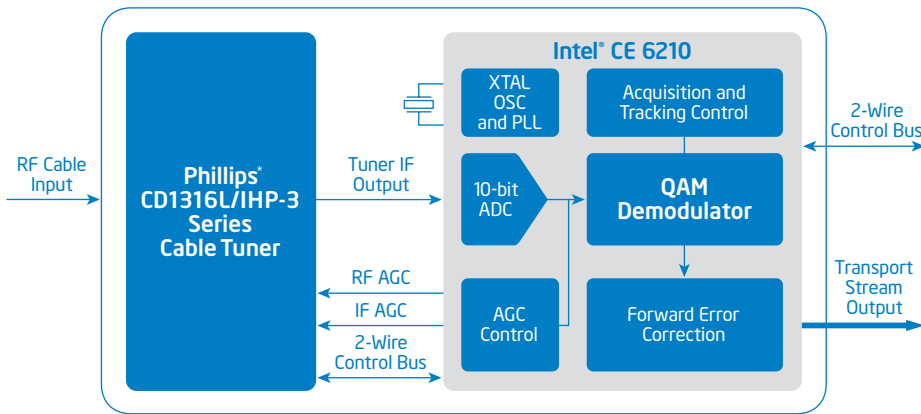 Intel® CE 6210
XTAL
OSC
and PLL
Acquisition and
Tracking Control
2-Wire
Control Bus
RF Cable
Input
Phillips*
CD1316L/IHP-3
Series
Cable Tuner
Tuner IF
Output
10-bit
ADC
QAM
Demodulator
RF AGC
IF AGC
2-Wire
Control Bus
AGC
Control
Forward Error
Correction
Transport
Stream
Output